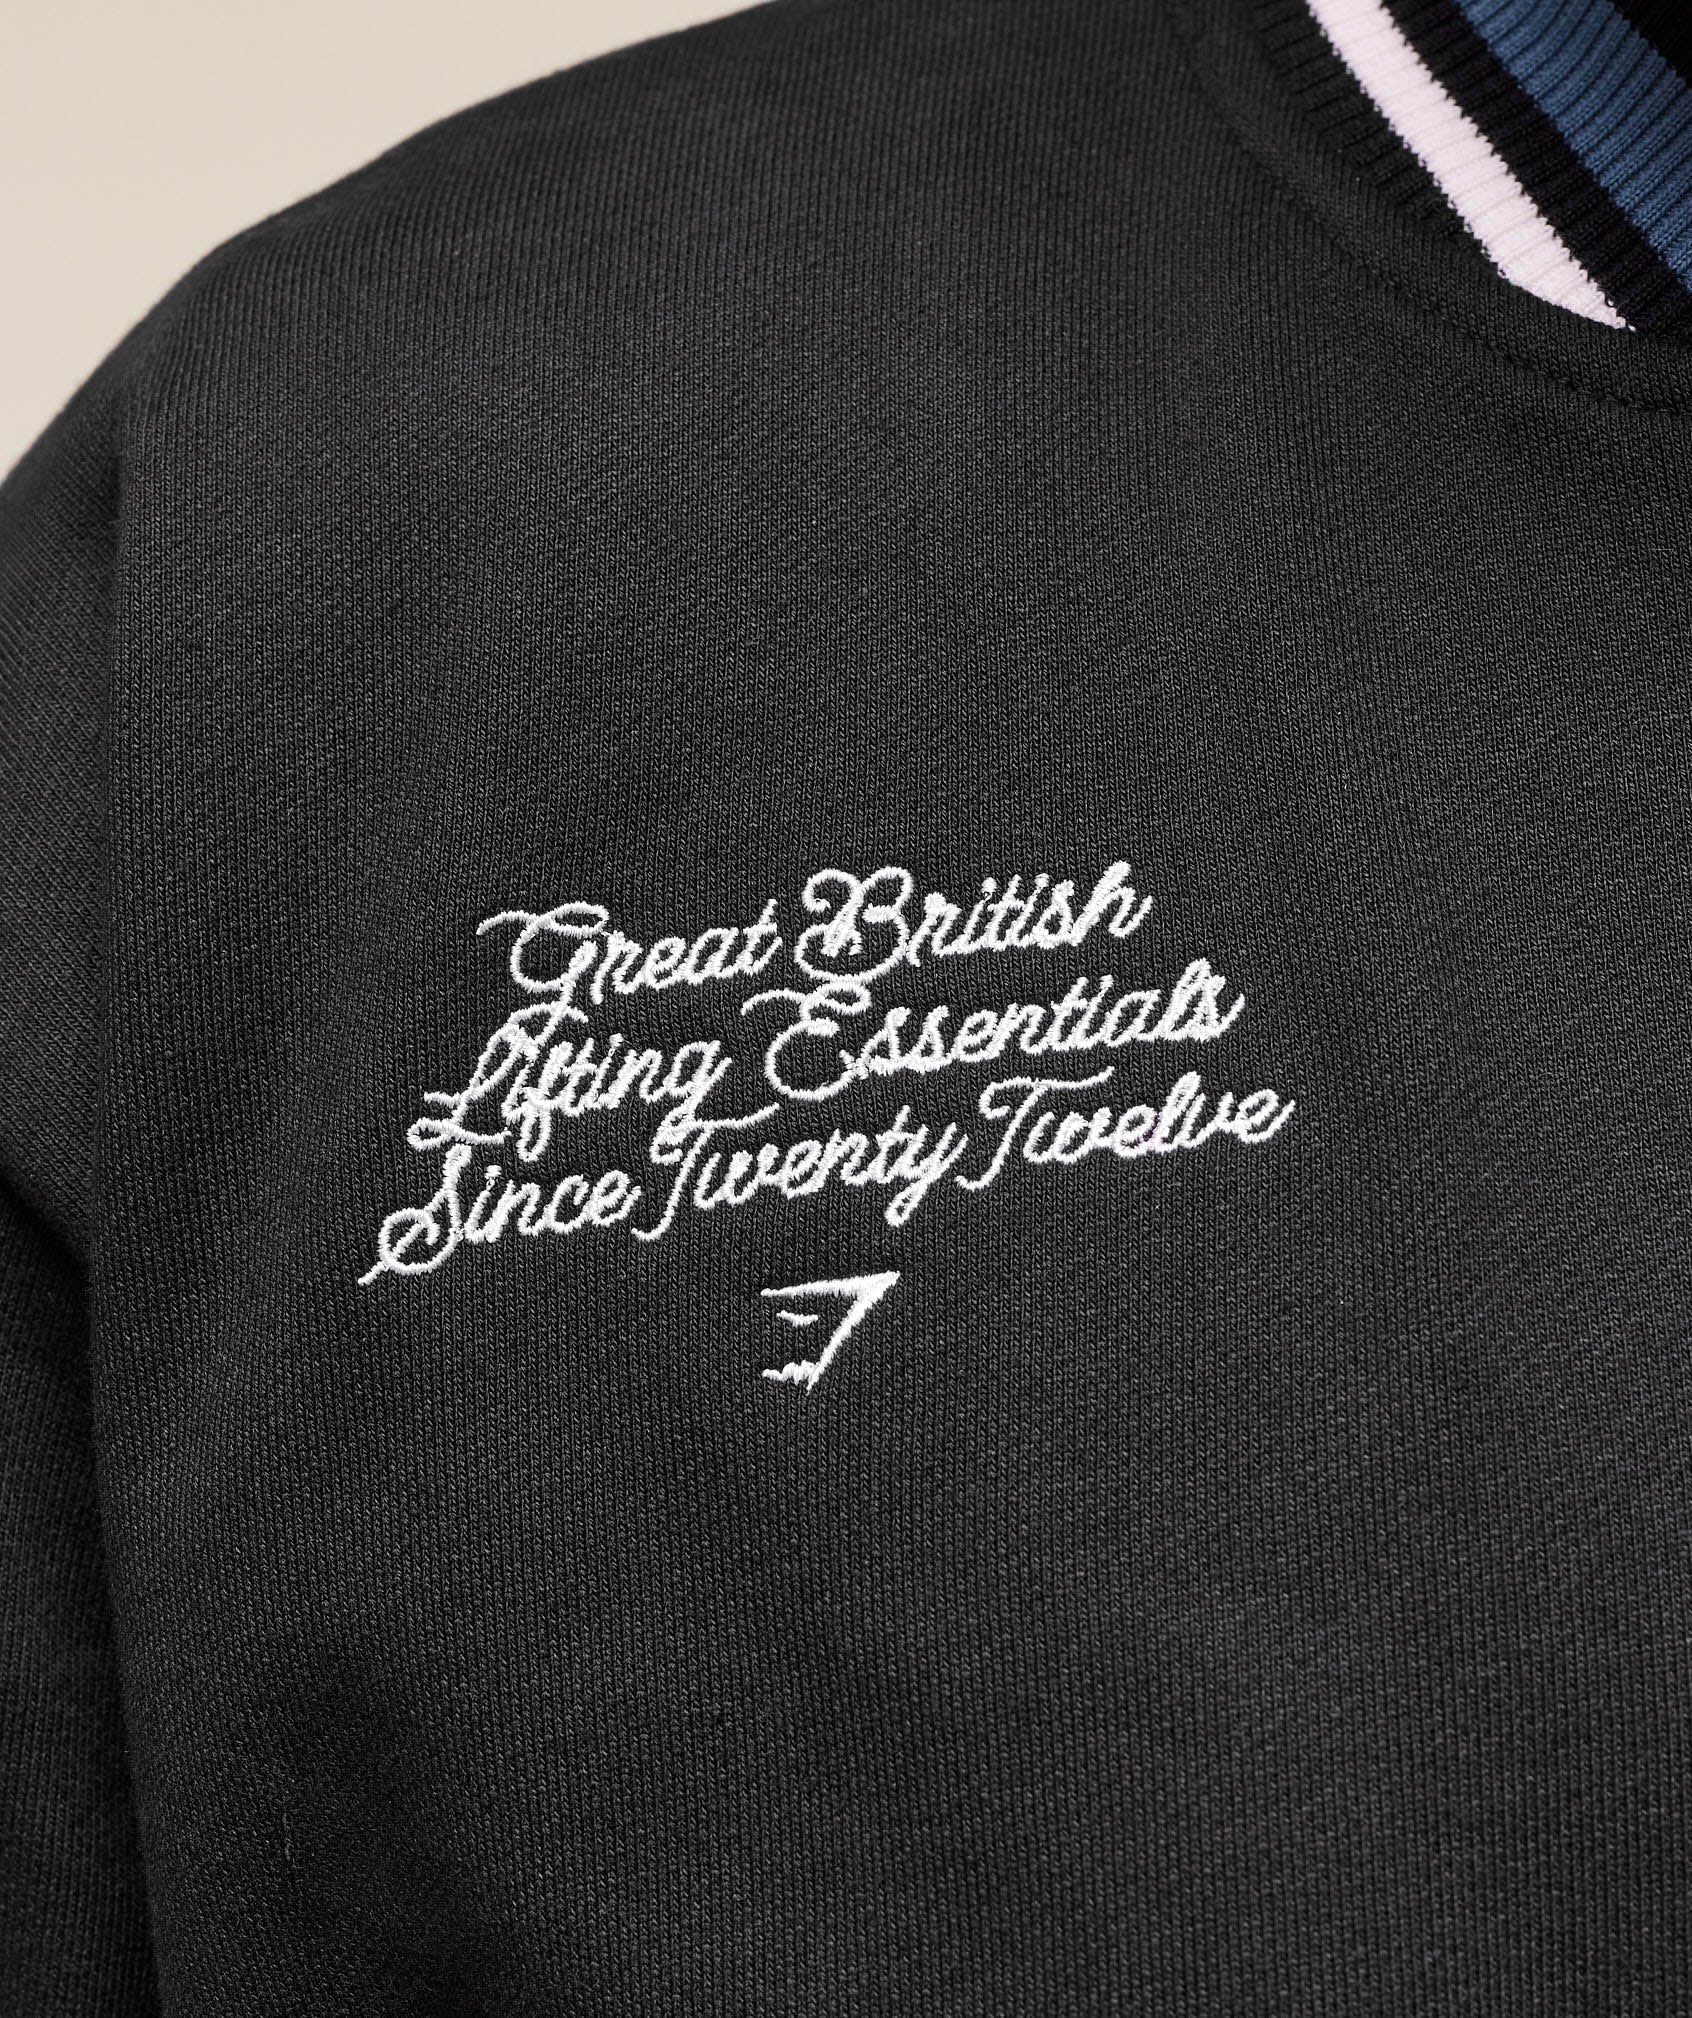 Great British
Lifting Essentials
Since Twenty Twelve